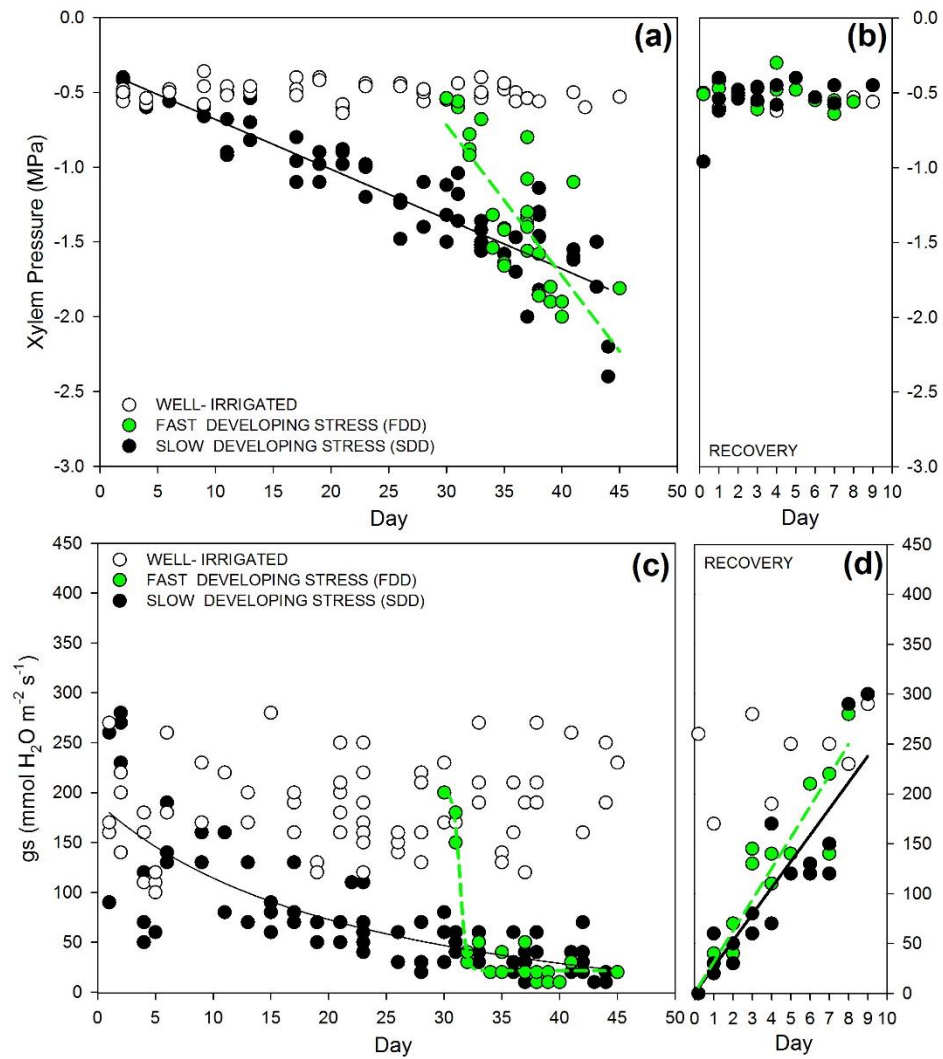 (a)
(b)
Xylem Pressure (MPa)
0.0
-0.5
-1.0
-1.5
-2.0
-2.5
-3.0
WELL- IRRIGATED
FAST DEVELOPING STRESS (FDD)
SLOW DEVELOPING STRESS (SDD)
0 5 10 15 20 25 30 35 40 45 50
Day
RECOVERY
0.0
-0.5
-1.0
-1.5
-2.0
-2.5
-3.0
0 1 2 3 4 5 6 7 8 9 10
Day
(c)
(d)
gs (mmol H₂O m⁻² s⁻¹)
450
400
350
300
250
200
150
100
50
0
WELL- IRRIGATED
FAST DEVELOPING STRESS (FDD)
SLOW DEVELOPING STRESS (SDD)
0 5 10 15 20 25 30 35 40 45 50
Day
RECOVERY
450
400
350
300
250
200
150
100
50
0
0 1 2 3 4 5 6 7 8 9 10
Day